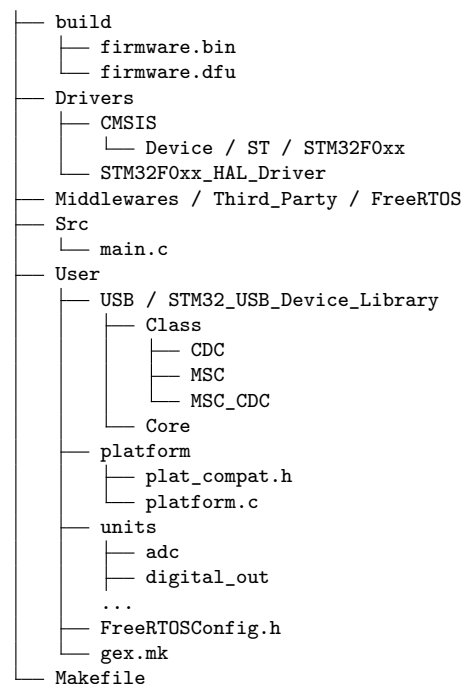 build
firmware.bin
firmware.dfu
Drivers
CMSIS
Device / ST / STM32F0xx
STM32F0xx_HAL_Driver
Middlewares / Third_Party / FreeRTOS
Src
main.c
User
USB / STM32_USB_Device_Library
Class
CDC
MSC
MSC_CDC
Core
platform
plat_compat.h
platform.c
units
adc
digital_out
...
FreeRTOSConfig.h
gex.mk
Makefile